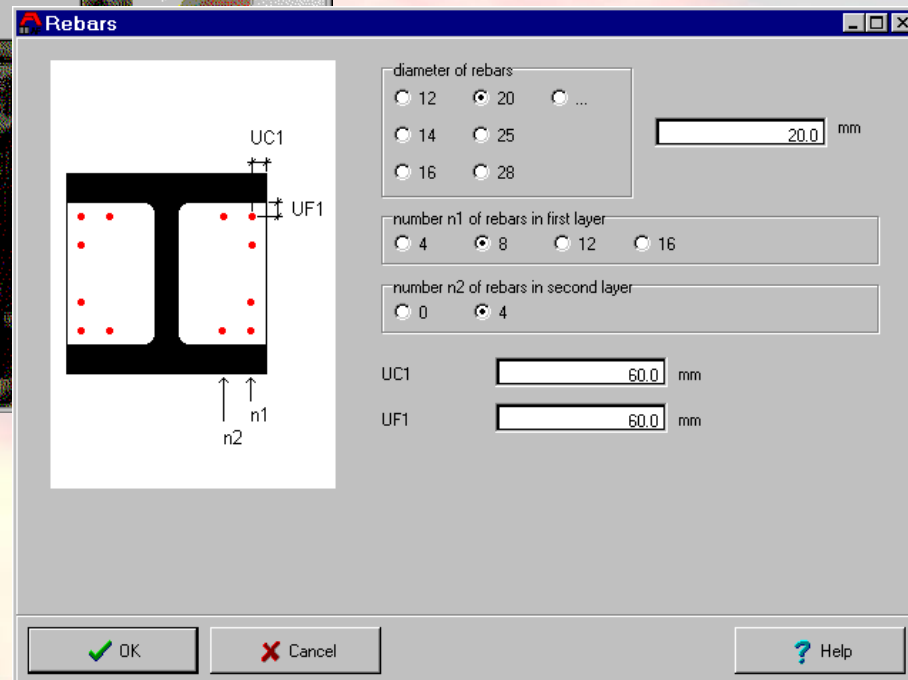 Rebars
UC1
UF1
n1
n2
diameter of rebars
12 20 ...
14 25
16 28
20.0 mm
number n1 of rebars in first layer
4 8 12 16
number n2 of rebars in second layer
0 4
UC1 60.0 mm
UF1 60.0 mm
OK Cancel ? Help